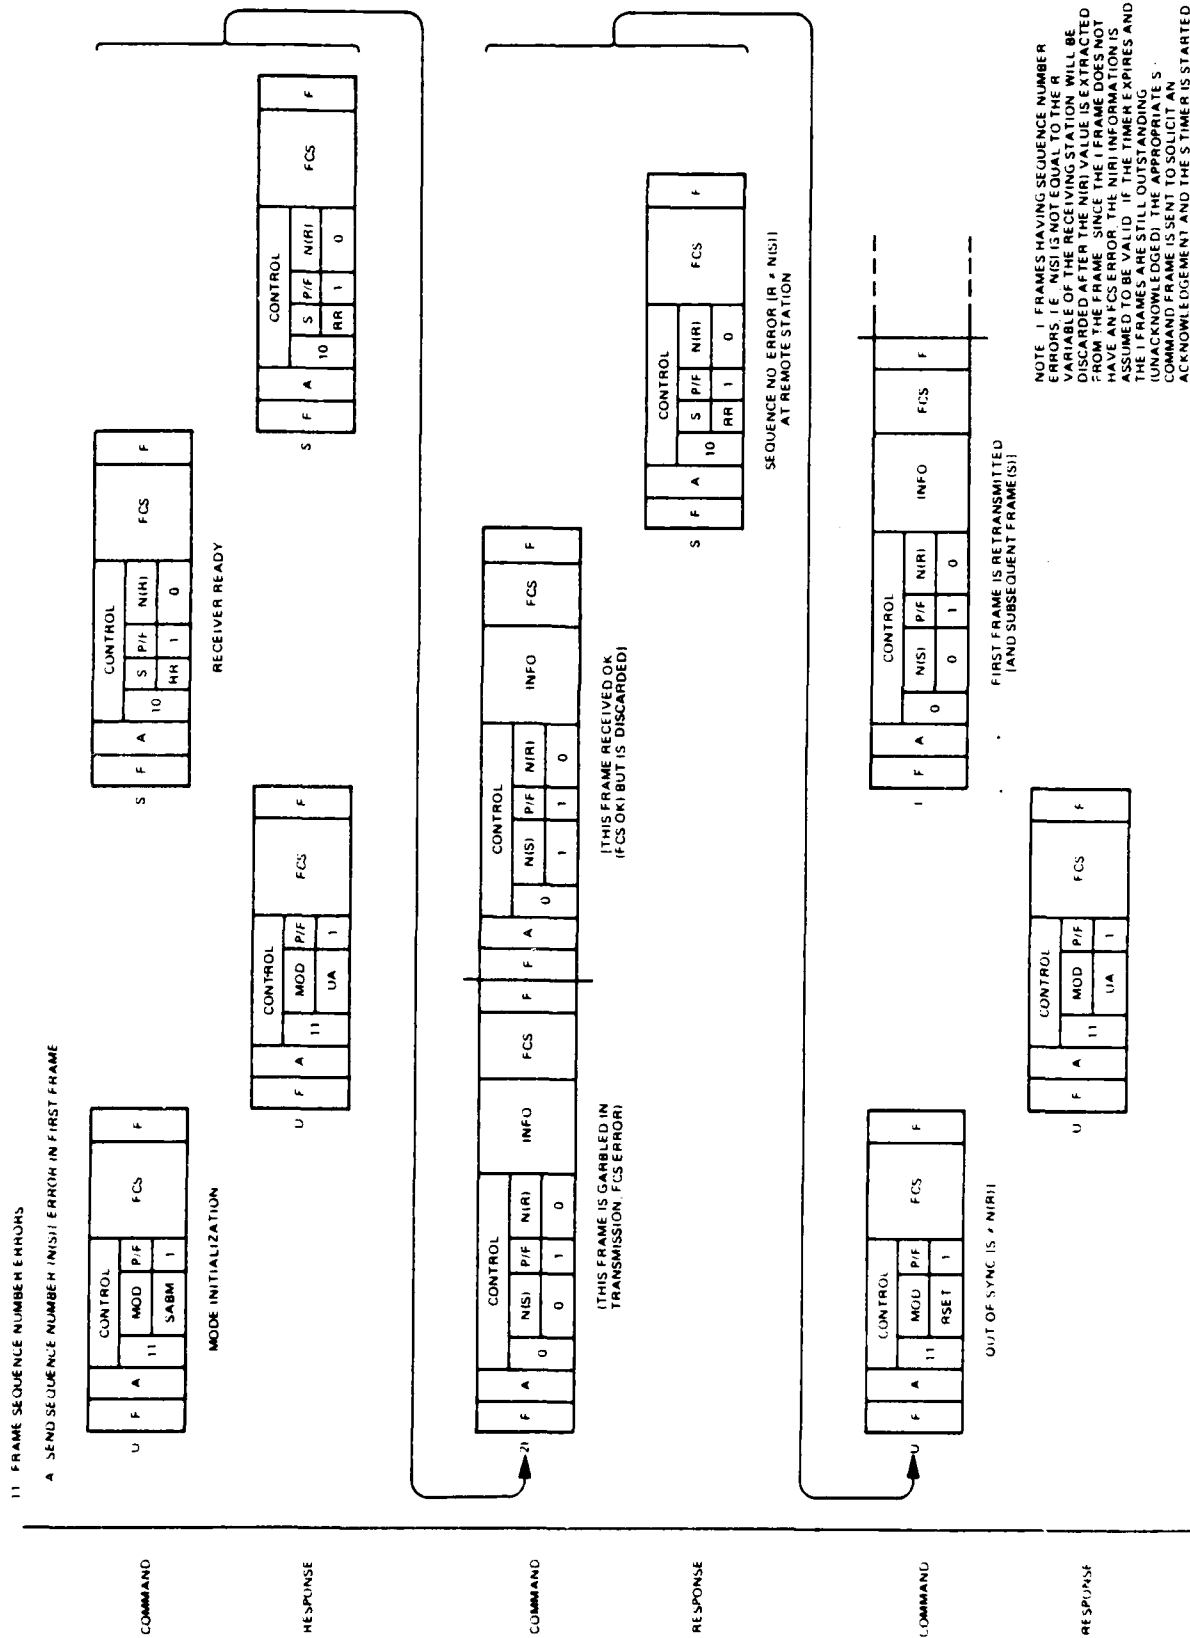 11 FRAME SEQUENCE NUMBER ERRORS
A SEND SEQUENCE NUMBER (N(S)) ERROR IN FIRST FRAME
COMMAND
U
F A CONTROL FCS F
11 MOD P/F
SABM 1
MODE INITIALIZATION
S
F A CONTROL FCS F
10 S P/F N(R)
RR 1 0
RECEIVER READY
RESPONSE
U
F A CONTROL FCS F
11 MOD P/F
UA 1
S
F A CONTROL FCS F
10 S P/F N(R)
RR 1 0
COMMAND
2I
F A CONTROL INFO FCS F
0 N(S) P/F N(R)
0 1 0
(THIS FRAME IS GARBLED IN
TRANSMISSION, FCS ERROR)
F A CONTROL INFO FCS F
0 N(S) P/F N(R)
1 1 0
[THIS FRAME RECEIVED OK
(FCS OK) BUT IS DISCARDED]
RESPONSE
S
F A CONTROL FCS F
10 S P/F N(R)
RR 1 0
SEQUENCE NO ERROR [R ≠ N(S)]
AT REMOTE STATION
COMMAND
U
F A CONTROL FCS F
11 MOD P/F
RSET 1
OUT OF SYNC [S ≠ N(R)]
I
F A CONTROL INFO FCS F
0 N(S) P/F N(R)
0 1 0
FIRST FRAME IS RETRANSMITTED
[AND SUBSEQUENT FRAME(S)]
RESPONSE
U
F A CONTROL FCS F
11 MOD P/F
UA 1
NOTE I FRAMES HAVING SEQUENCE NUMBER
ERRORS, I E N(S) IS NOT EQUAL TO THE R
VARIABLE OF THE RECEIVING STATION WILL BE
DISCARDED AFTER THE N(R) VALUE IS EXTRACTED
FROM THE FRAME SINCE THE I FRAME DOES NOT
HAVE AN FCS ERROR, THE N(R) INFORMATION IS
ASSUMED TO BE VALID IF THE TIMER EXPIRES AND
THE I FRAMES ARE STILL OUTSTANDING
(UNACKNOWLEDGED) THE APPROPRIATE S
COMMAND FRAME IS SENT TO SOLICIT AN
ACKNOWLEDGEMENT AND THE S TIMER IS STARTED